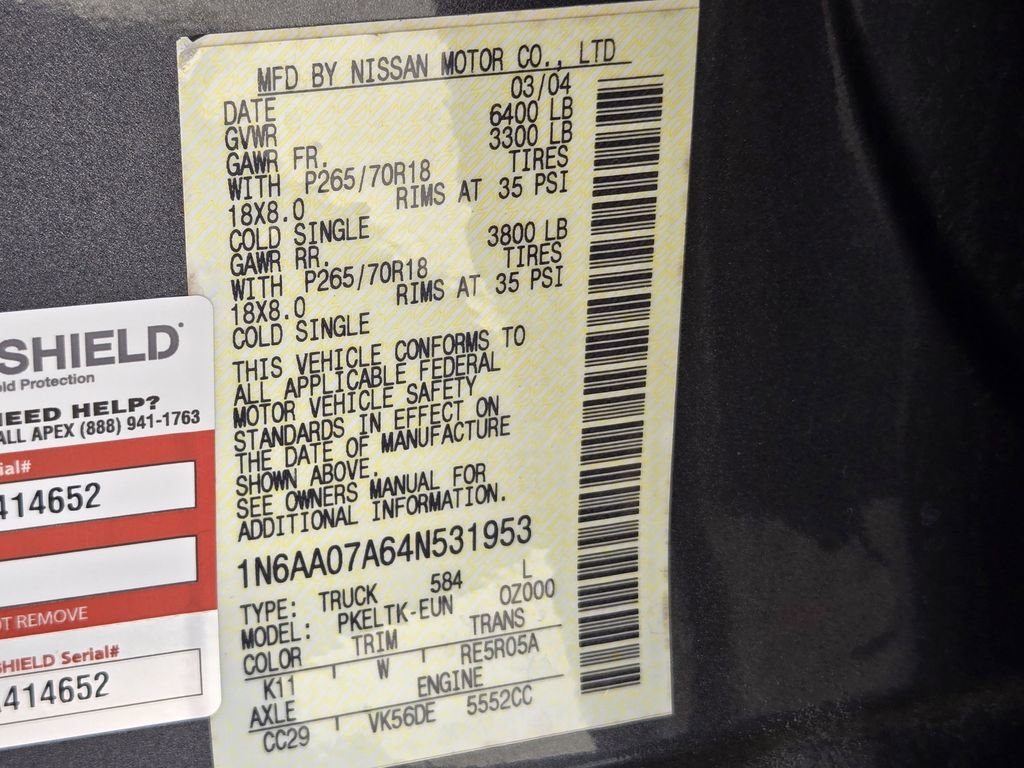 MFD BY NISSAN MOTOR CO., LTD
DATE 03/04
GVWR 6400 LB
GAWR FR. 3300 LB
WITH P265/70R18 TIRES
18X8.0 RIMS AT 35 PSI
COLD SINGLE
GAWR RR. 3800 LB
WITH P265/70R18 TIRES
18X8.0 RIMS AT 35 PSI
COLD SINGLE
THIS VEHICLE CONFORMS TO
ALL APPLICABLE FEDERAL
MOTOR VEHICLE SAFETY
STANDARDS IN EFFECT ON
THE DATE OF MANUFACTURE
SHOWN ABOVE.
SEE OWNERS MANUAL FOR
ADDITIONAL INFORMATION.
1N6AA07A64N531953
TYPE: TRUCK 584 L
MODEL: PKELTK-EUN 0Z000
COLOR TRIM TRANS
K11 W RE5R05A
AXLE ENGINE
CC29 VK56DE 5552CC
SHIELD
ld Protection
NEED HELP?
ALL APEX (888) 941-1763
ial#
414652
OT REMOVE
SHIELD Serial#
414652